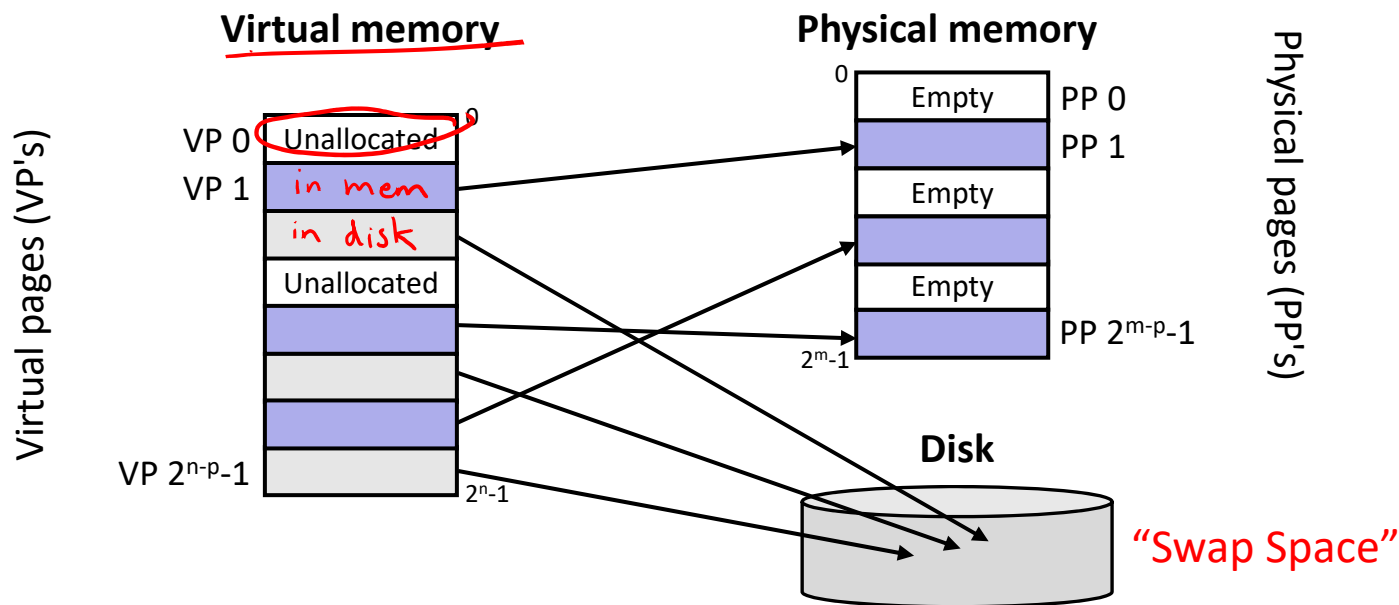 Virtual memory
Physical memory
Virtual pages (VP's)
Physical pages (PP's)
0
VP 0
Unallocated
VP 1
in mem
in disk
Unallocated
VP 2ⁿ⁻ᵖ-1
2ⁿ-1
0
Empty
PP 0
PP 1
Empty
Empty
PP 2ᵐ⁻ᵖ-1
2ᵐ-1
Disk
“Swap Space”